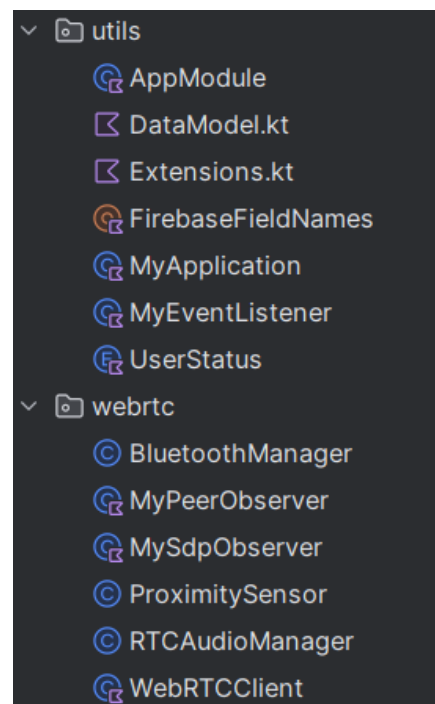 utils
AppModule
DataModel.kt
Extensions.kt
FirebaseFieldNames
MyApplication
MyEventListener
UserStatus
webrtc
BluetoothManager
MyPeerObserver
MySdpObserver
ProximitySensor
RTCAudioManager
WebRTCClient